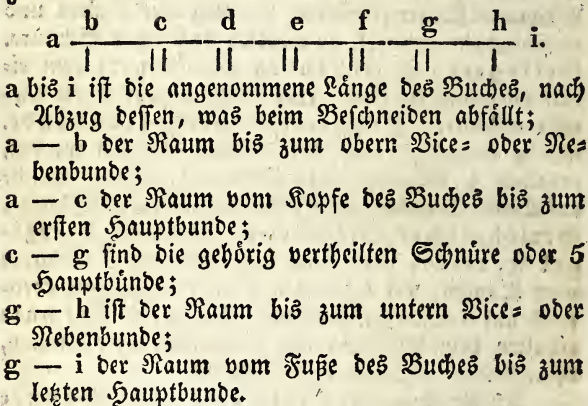 b c d e f g h
a i.
a bis i ist die angenommene Länge des Buches, nach
Abzug dessen, was beim Beschneiden abfällt;
a — b der Raum bis zum obern Vice= oder Ne=
benbunde;
a — c der Raum vom Kopfe des Buches bis zum
ersten Hauptbunde;
c — g sind die gehörig vertheilten Schnüre oder 5
Hauptbünde;
g — h ist der Raum bis zum untern Vice= oder
Nebenbunde;
g — i der Raum vom Fuße des Buches bis zum
letzten Hauptbunde.